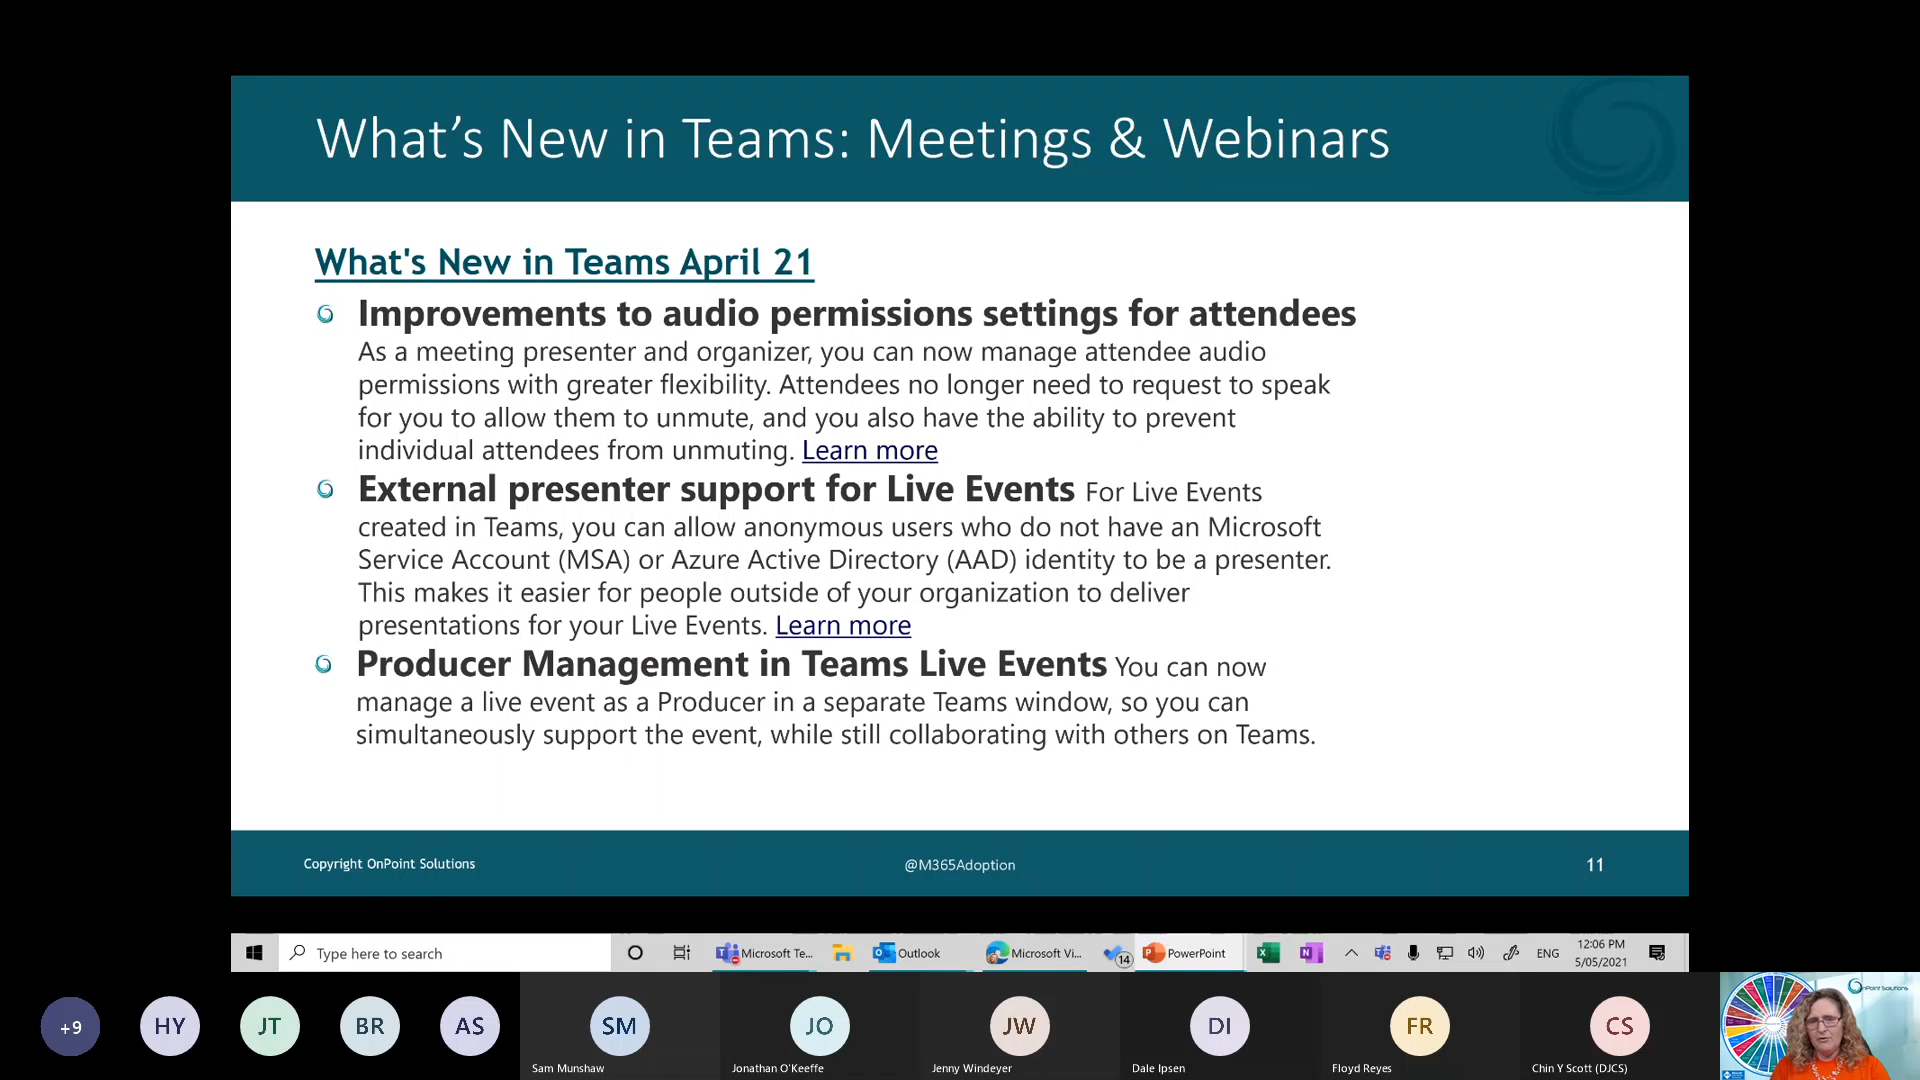 What's New in Teams: Meetings & Webinars
What's New in Teams April 21
Improvements to audio permissions settings for attendees
As a meeting presenter and organizer, you can now manage attendee audio
permissions with greater flexibility. Attendees no longer need to request to speak
for you to allow them to unmute, and you also have the ability to prevent
individual attendees from unmuting. Learn more
External presenter support for Live Events For Live Events
created in Teams, you can allow anonymous users who do not have an Microsoft
Service Account (MSA) or Azure Active Directory (AAD) identity to be a presenter.
This makes it easier for people outside of your organization to deliver
presentations for your Live Events. Learn more
Producer Management in Teams Live Events You can now
manage a live event as a Producer in a separate Teams window, so you can
simultaneously support the event, while still collaborating with others on Teams.
Copyright OnPoint Solutions
@M365Adoption
11
Type here to search
Microsoft Te...
Outlook
Microsoft Vi...
14
PowerPoint
ENG
12:06 PM
5/05/2021
+9
HY
JT
BR
AS
SM
JO
JW
DI
FR
CS
OnPoint Solutions
Sam Munshaw
Jonathan O'Keeffe
Jenny Windeyer
Dale Ipsen
Floyd Reyes
Chin Y Scott (DJCS)